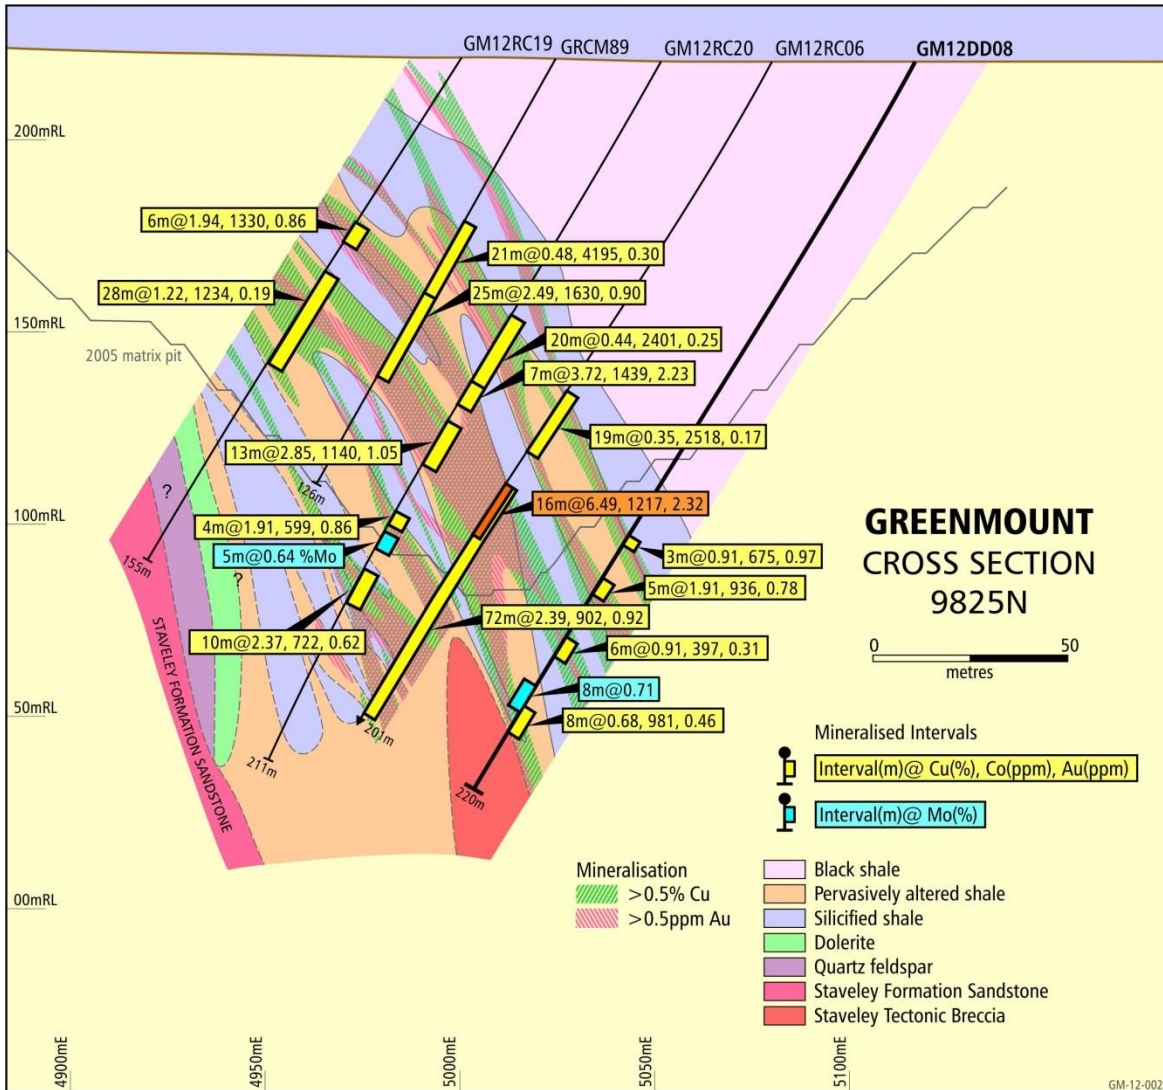 GM12RC19
GRCM89
GM12RC20
GM12RC06
GM12DD08
200mRL
6m@1.94, 1330, 0.86
21m@0.48, 4195, 0.30
28m@1.22, 1234, 0.19
25m@2.49, 1630, 0.90
150mRL
20m@0.44, 2401, 0.25
2005 matrix pit
7m@3.72, 1439, 2.23
19m@0.35, 2518, 0.17
13m@2.85, 1140, 1.05
126m
?
16m@6.49, 1217, 2.32
100mRL
4m@1.91, 599, 0.86
5m@0.64 %Mo
155m
?
GREENMOUNT
CROSS SECTION
9825N
3m@0.91, 675, 0.97
5m@1.91, 936, 0.78
72m@2.39, 902, 0.92
10m@2.37, 722, 0.62
6m@0.91, 397, 0.31
0 50
metres
STAVELEY FORMATION SANDSTONE
8m@0.71
50mRL
8m@0.68, 981, 0.46
201m
211m
220m
Mineralised Intervals
Interval(m)@ Cu(%), Co(ppm), Au(ppm)
Interval(m)@ Mo(%)
Mineralisation
>0.5% Cu
>0.5ppm Au
Black shale
Pervasively altered shale
Silicified shale
Dolerite
Quartz feldspar
Staveley Formation Sandstone
Staveley Tectonic Breccia
00mRL
4900mE
4950mE
5000mE
5050mE
5100mE
GM-12-002